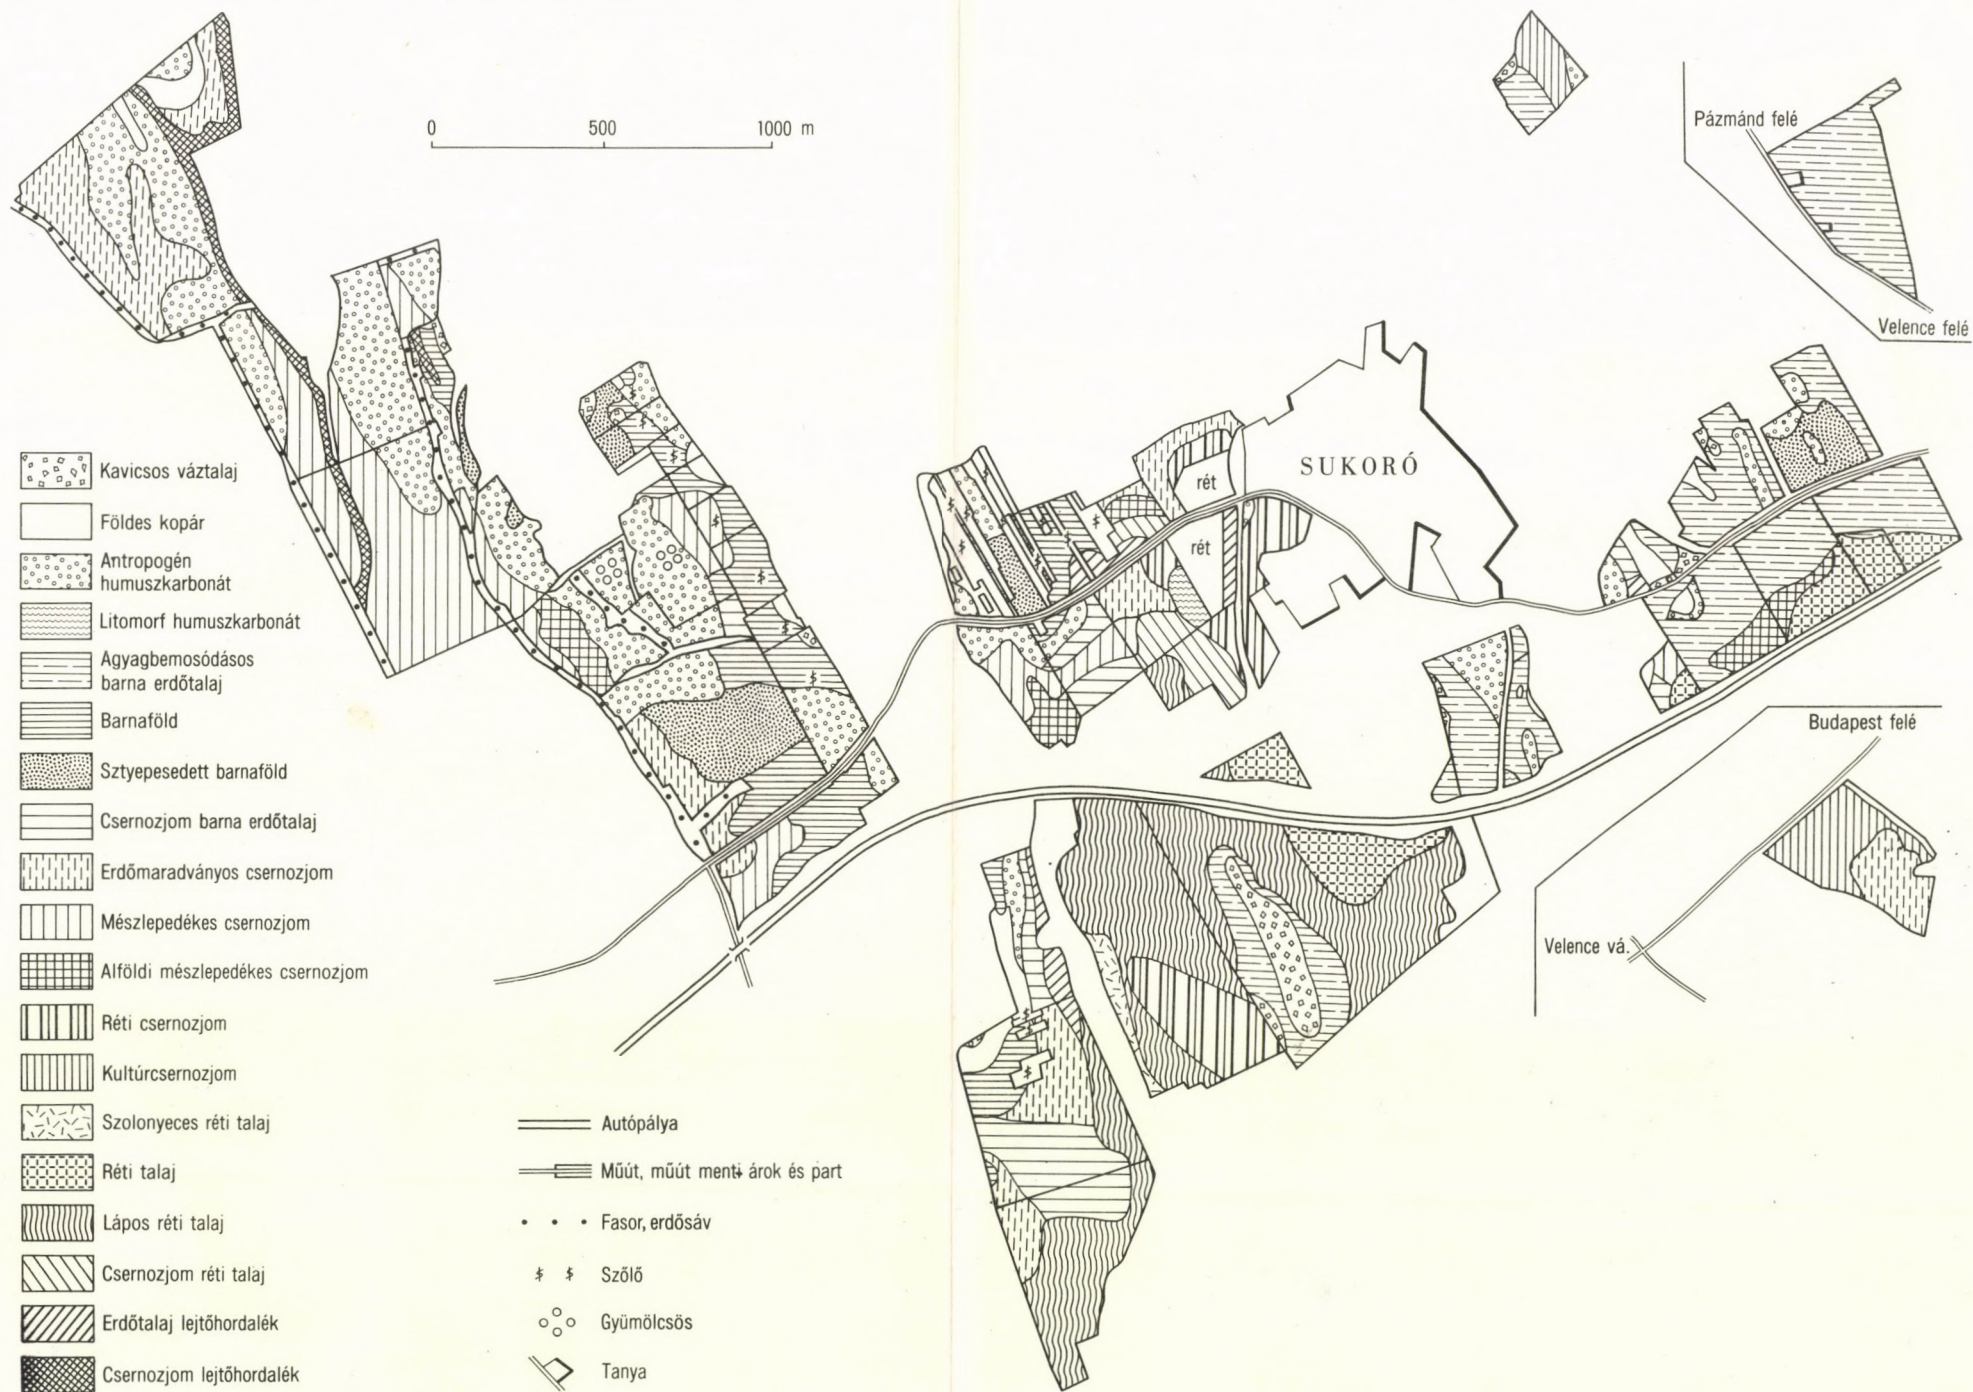 0 500 1000 m
Pázmánd felé
Velence felé
SUKORÓ
rét
rét
Budapest felé
Velence vá.
Kavicsos váztalaj
Földes kopár
Antropogén
humuszkarbonát
Litomorf humuszkarbonát
Agyagbemosódásos
barna erdőtalaj
Barnaföld
Sztyepesedett barnaföld
Csernozjom barna erdőtalaj
Erdőmaradványos csernozjom
Mészlepedékes csernozjom
Alföldi mészlepedékes csernozjom
Réti csernozjom
Kultúrcsernozjom
Szolonyeces réti talaj
Réti talaj
Lápos réti talaj
Csernozjom réti talaj
Erdőtalaj lejtőhordalék
Csernozjom lejtőhordalék
Autópálya
Műút, műút menti árok és part
Fasor, erdősáv
Szőlő
Gyümölcsös
Tanya